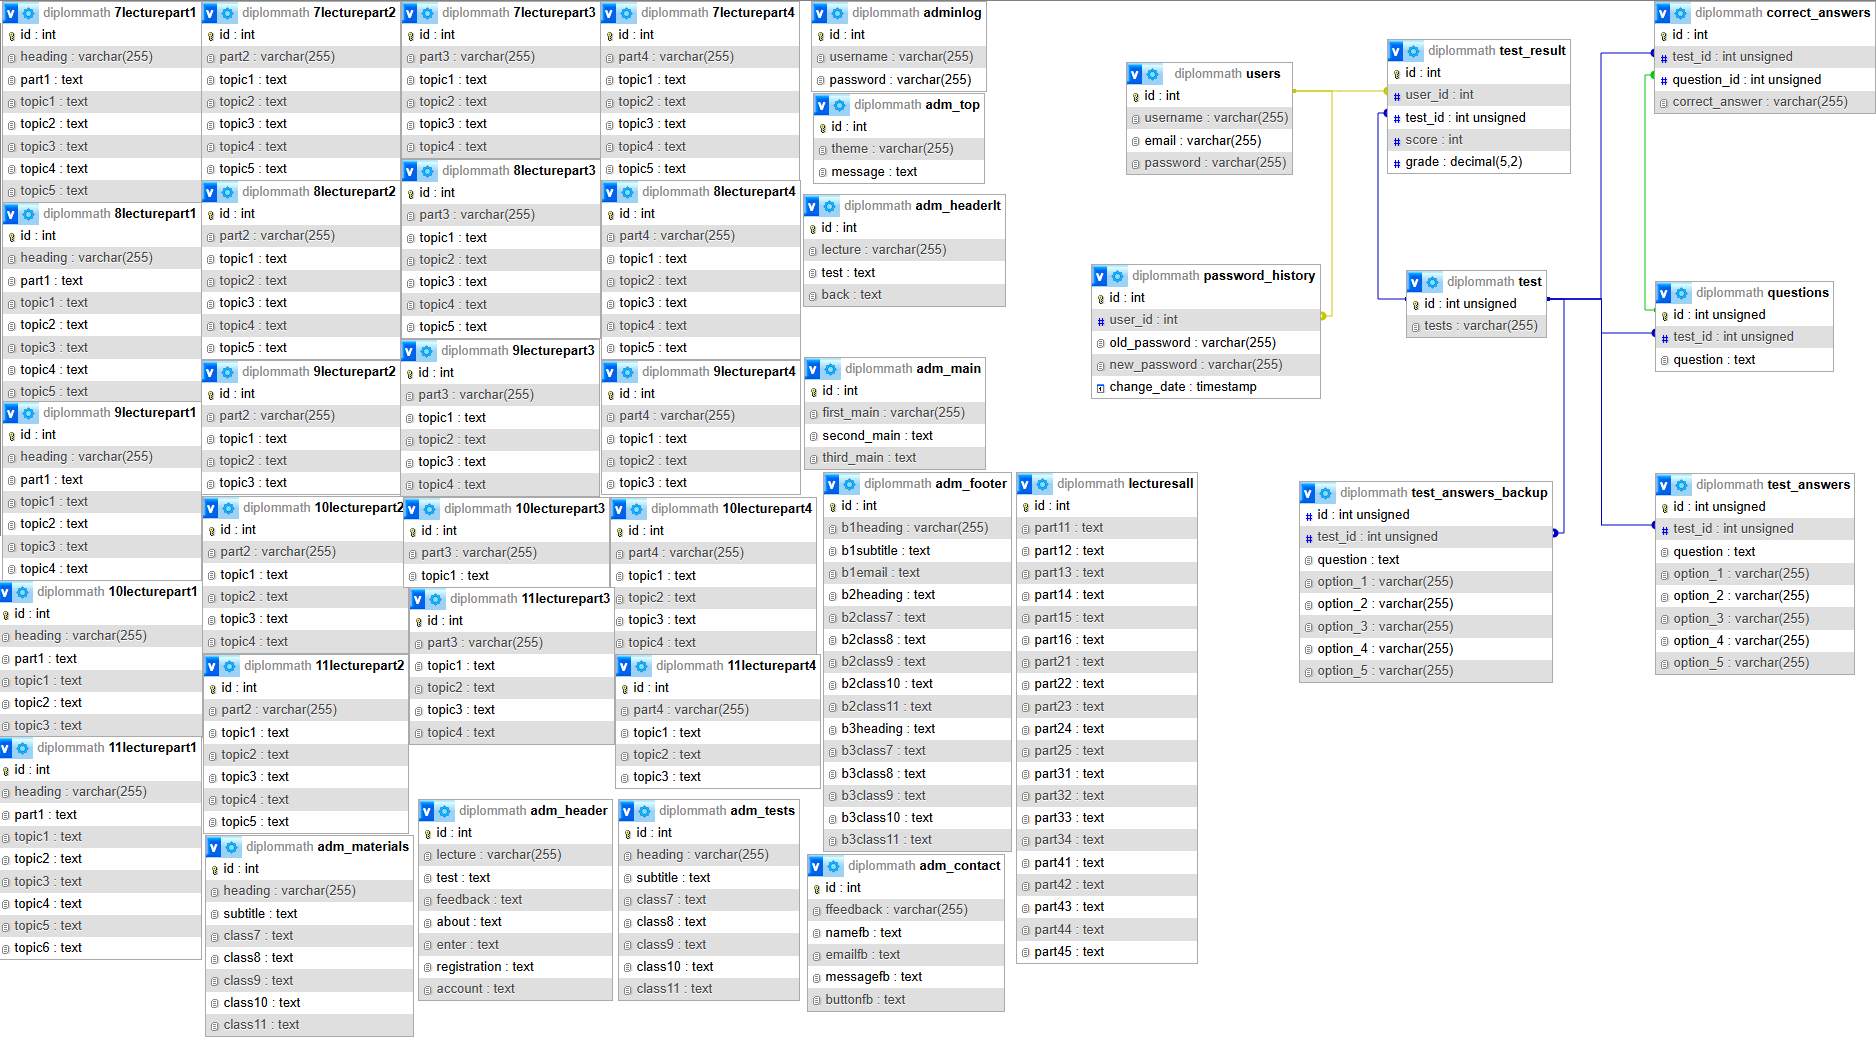 diplommath 7lecturepart1
id : int
heading : varchar(255)
part1 : text
topic1 : text
topic2 : text
topic3 : text
topic4 : text
topic5 : text
diplommath 8lecturepart1
id : int
heading : varchar(255)
part1 : text
topic1 : text
topic2 : text
topic3 : text
topic4 : text
topic5 : text
diplommath 9lecturepart1
id : int
heading : varchar(255)
part1 : text
topic1 : text
topic2 : text
topic3 : text
topic4 : text
diplommath 10lecturepart1
id : int
heading : varchar(255)
part1 : text
topic1 : text
topic2 : text
topic3 : text
diplommath 11lecturepart1
id : int
heading : varchar(255)
part1 : text
topic1 : text
topic2 : text
topic3 : text
topic4 : text
topic5 : text
topic6 : text
diplommath 7lecturepart2
id : int
part2 : varchar(255)
topic1 : text
topic2 : text
topic3 : text
topic4 : text
topic5 : text
diplommath 8lecturepart2
id : int
part2 : varchar(255)
topic1 : text
topic2 : text
topic3 : text
topic4 : text
topic5 : text
diplommath 9lecturepart2
id : int
part2 : varchar(255)
topic1 : text
topic2 : text
topic3 : text
diplommath 10lecturepart2
id : int
part2 : varchar(255)
topic1 : text
topic2 : text
topic3 : text
topic4 : text
diplommath 11lecturepart2
id : int
part2 : varchar(255)
topic1 : text
topic2 : text
topic3 : text
topic4 : text
topic5 : text
diplommath adm_materials
id : int
heading : varchar(255)
subtitle : text
class7 : text
class8 : text
class9 : text
class10 : text
class11 : text
diplommath 7lecturepart3
id : int
part3 : varchar(255)
topic1 : text
topic2 : text
topic3 : text
topic4 : text
diplommath 8lecturepart3
id : int
part3 : varchar(255)
topic1 : text
topic2 : text
topic3 : text
topic4 : text
topic5 : text
diplommath 9lecturepart3
id : int
part3 : varchar(255)
topic1 : text
topic2 : text
topic3 : text
topic4 : text
diplommath 10lecturepart3
id : int
part3 : varchar(255)
topic1 : text
diplommath 11lecturepart3
id : int
part3 : varchar(255)
topic1 : text
topic2 : text
topic3 : text
topic4 : text
diplommath adm_header
id : int
lecture : varchar(255)
test : text
feedback : text
about : text
enter : text
registration : text
account : text
diplommath 7lecturepart4
id : int
part4 : varchar(255)
topic1 : text
topic2 : text
topic3 : text
topic4 : text
topic5 : text
diplommath 8lecturepart4
id : int
part4 : varchar(255)
topic1 : text
topic2 : text
topic3 : text
topic4 : text
topic5 : text
diplommath 9lecturepart4
id : int
part4 : varchar(255)
topic1 : text
topic2 : text
topic3 : text
diplommath 10lecturepart4
id : int
part4 : varchar(255)
topic1 : text
topic2 : text
topic3 : text
topic4 : text
diplommath 11lecturepart4
id : int
part4 : varchar(255)
topic1 : text
topic2 : text
topic3 : text
diplommath adm_tests
id : int
heading : varchar(255)
subtitle : text
class7 : text
class8 : text
class9 : text
class10 : text
class11 : text
diplommath adminlog
id : int
username : varchar(255)
password : varchar(255)
diplommath adm_top
id : int
theme : varchar(255)
message : text
diplommath adm_headerlt
id : int
lecture : varchar(255)
test : text
back : text
diplommath adm_main
id : int
first_main : varchar(255)
second_main : text
third_main : text
diplommath adm_footer
id : int
b1heading : varchar(255)
b1subtitle : text
b1email : text
b2heading : text
b2class7 : text
b2class8 : text
b2class9 : text
b2class10 : text
b2class11 : text
b3heading : text
b3class7 : text
b3class8 : text
b3class9 : text
b3class10 : text
b3class11 : text
diplommath adm_contact
id : int
ffeedback : varchar(255)
namefb : text
emailfb : text
messagefb : text
buttonfb : text
diplommath lecturesall
id : int
part11 : text
part12 : text
part13 : text
part14 : text
part15 : text
part16 : text
part21 : text
part22 : text
part23 : text
part24 : text
part25 : text
part31 : text
part32 : text
part33 : text
part34 : text
part41 : text
part42 : text
part43 : text
part44 : text
part45 : text
diplommath users
id : int
username : varchar(255)
email : varchar(255)
password : varchar(255)
diplommath password_history
id : int
user_id : int
old_password : varchar(255)
new_password : varchar(255)
change_date : timestamp
diplommath test_result
id : int
user_id : int
test_id : int unsigned
score : int
grade : decimal(5,2)
diplommath test
id : int unsigned
tests : varchar(255)
diplommath test_answers_backup
id : int unsigned
test_id : int unsigned
question : text
option_1 : varchar(255)
option_2 : varchar(255)
option_3 : varchar(255)
option_4 : varchar(255)
option_5 : varchar(255)
diplommath correct_answers
id : int
test_id : int unsigned
question_id : int unsigned
correct_answer : varchar(255)
diplommath questions
id : int unsigned
test_id : int unsigned
question : text
diplommath test_answers
id : int unsigned
test_id : int unsigned
question : text
option_1 : varchar(255)
option_2 : varchar(255)
option_3 : varchar(255)
option_4 : varchar(255)
option_5 : varchar(255)